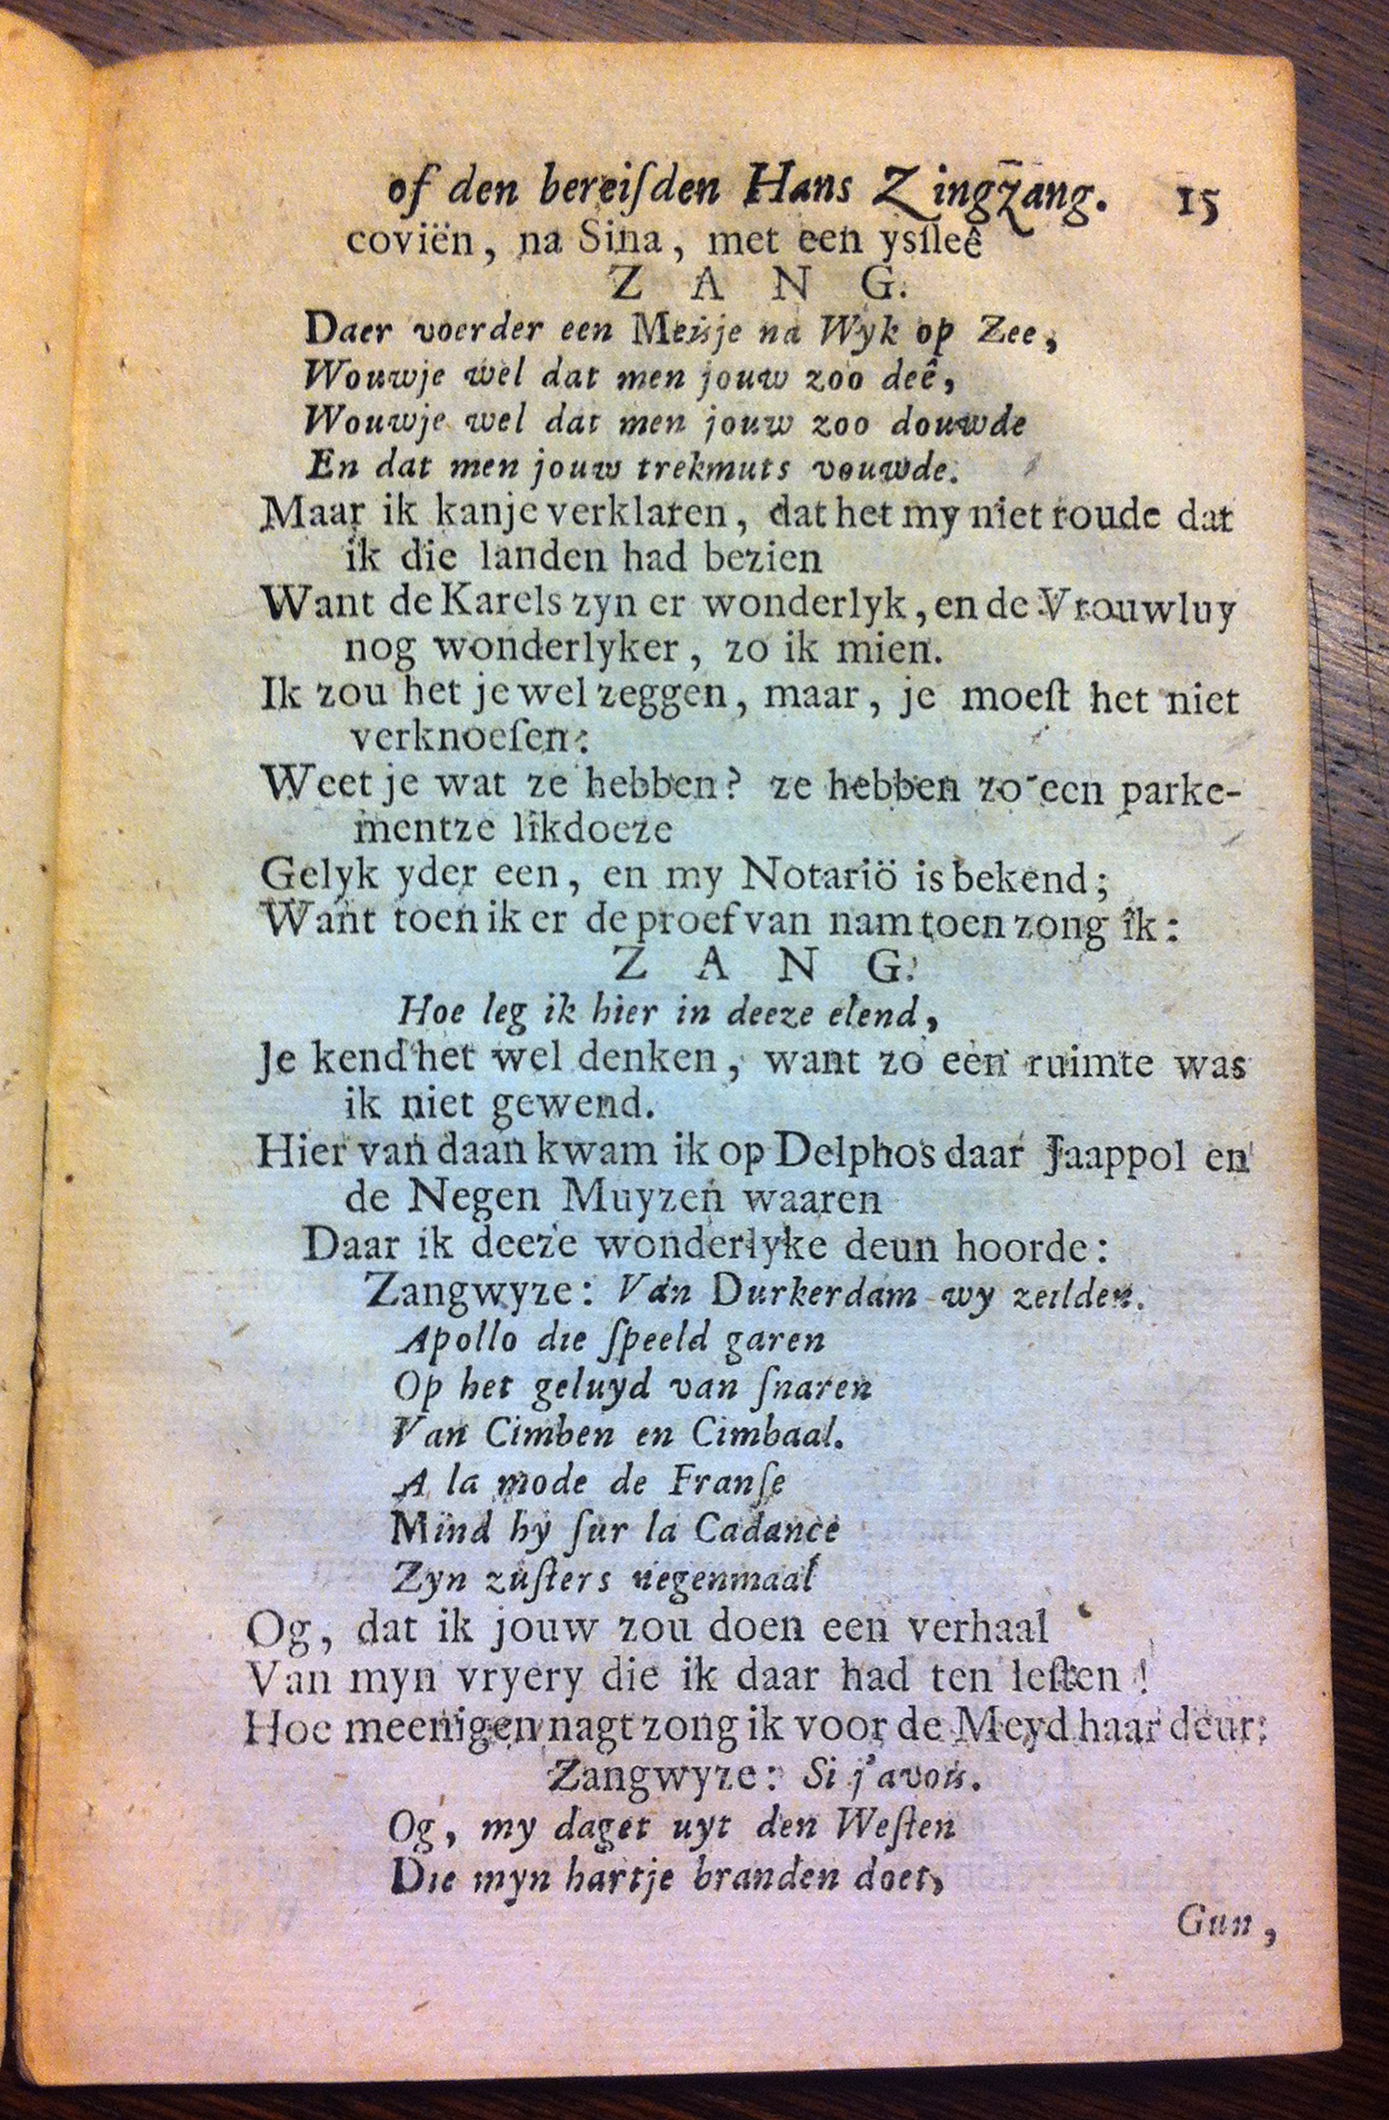 of den bereiſden Hans Zingzang. 15
coviën, na Sina, met een ysſleê
Z A N G.
Daer voerder een Meisje na Wyk op Zee,
Wouwje wel dat men jouw zoo deê,
Wouwje wel dat men jouw zoo douwde
En dat men jouw trekmuts vouwde.
Maar ik kanje verklaren, dat het my niet roude dat
ik die landen had bezien
Want de Karels zyn er wonderlyk, en de Vrouwluy
nog wonderlyker, zo ik mien.
Ik zou het je wel zeggen, maar, je moeſt het niet
verknoeſen:
Weet je wat ze hebben? ze hebben zo een parke-
mentze likdoeze
Gelyk yder een, en my Notariö is bekend;
Want toen ik er de proef van nam toen zong ik:
Z A N G.
Hoe leg ik hier in deeze elend,
Je kend het wel denken, want zo een ruimte was
ik niet gewend.
Hier van daan kwam ik op Delphos daar Jaappol en
de Negen Muyzen waaren
Daar ik deeze wonderlyke deun hoorde:
Zangwyze: Van Durkerdam wy zeilden.
Apollo die ſpeeld garen
Op het geluyd van ſnaren
Van Cimben en Cimbaal.
A la mode de Franſe
Mind hy ſur la Cadance
Zyn zuſters negenmaal
Og, dat ik jouw zou doen een verhaal
Van myn vryery die ik daar had ten leſten!
Hoe meenigen nagt zong ik voor de Meyd haar deur:
Zangwyze: Si j'avois.
Og, my daget uyt den Weſten
Die myn hartje branden doet,
Gun,